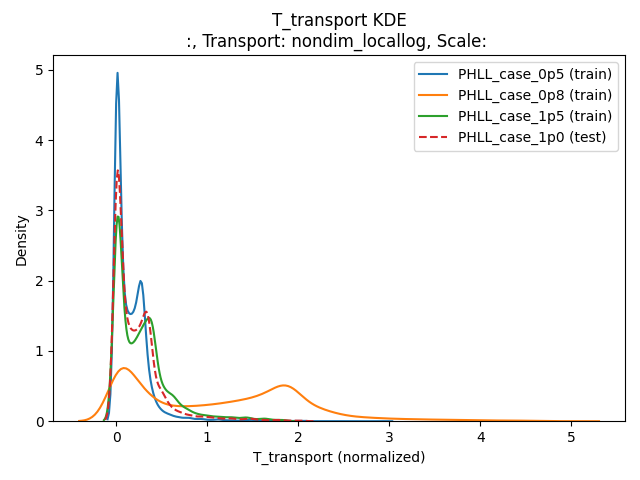 T_transport KDE
:, Transport: nondim_locallog, Scale:
PHLL_case_0p5 (train)
PHLL_case_0p8 (train)
PHLL_case_1p5 (train)
PHLL_case_1p0 (test)
Density
5
4
3
2
1
0
0 1 2 3 4 5
T_transport (normalized)